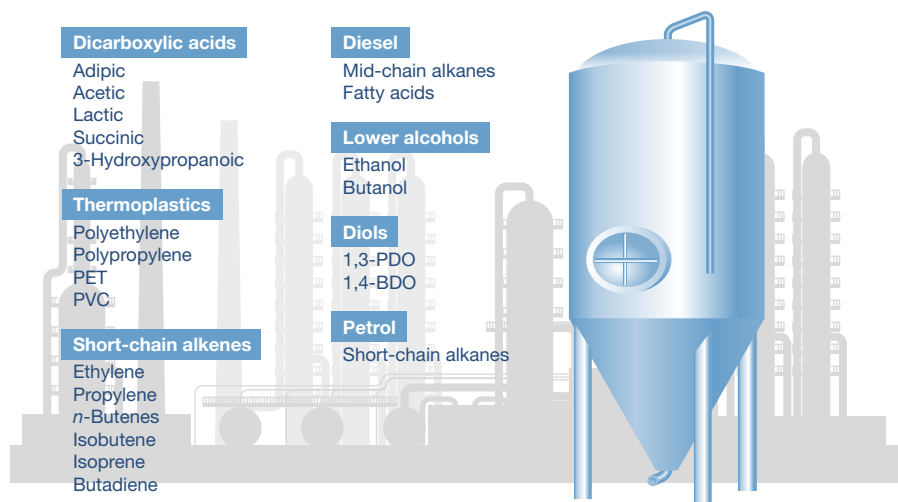 Dicarboxylic acids
Adipic
Acetic
Lactic
Succinic
3-Hydroxypropanoic
Thermoplastics
Polyethylene
Polypropylene
PET
PVC
Short-chain alkenes
Ethylene
Propylene
n-Butenes
Isobutene
Isoprene
Butadiene
Diesel
Mid-chain alkanes
Fatty acids
Lower alcohols
Ethanol
Butanol
Diols
1,3-PDO
1,4-BDO
Petrol
Short-chain alkanes